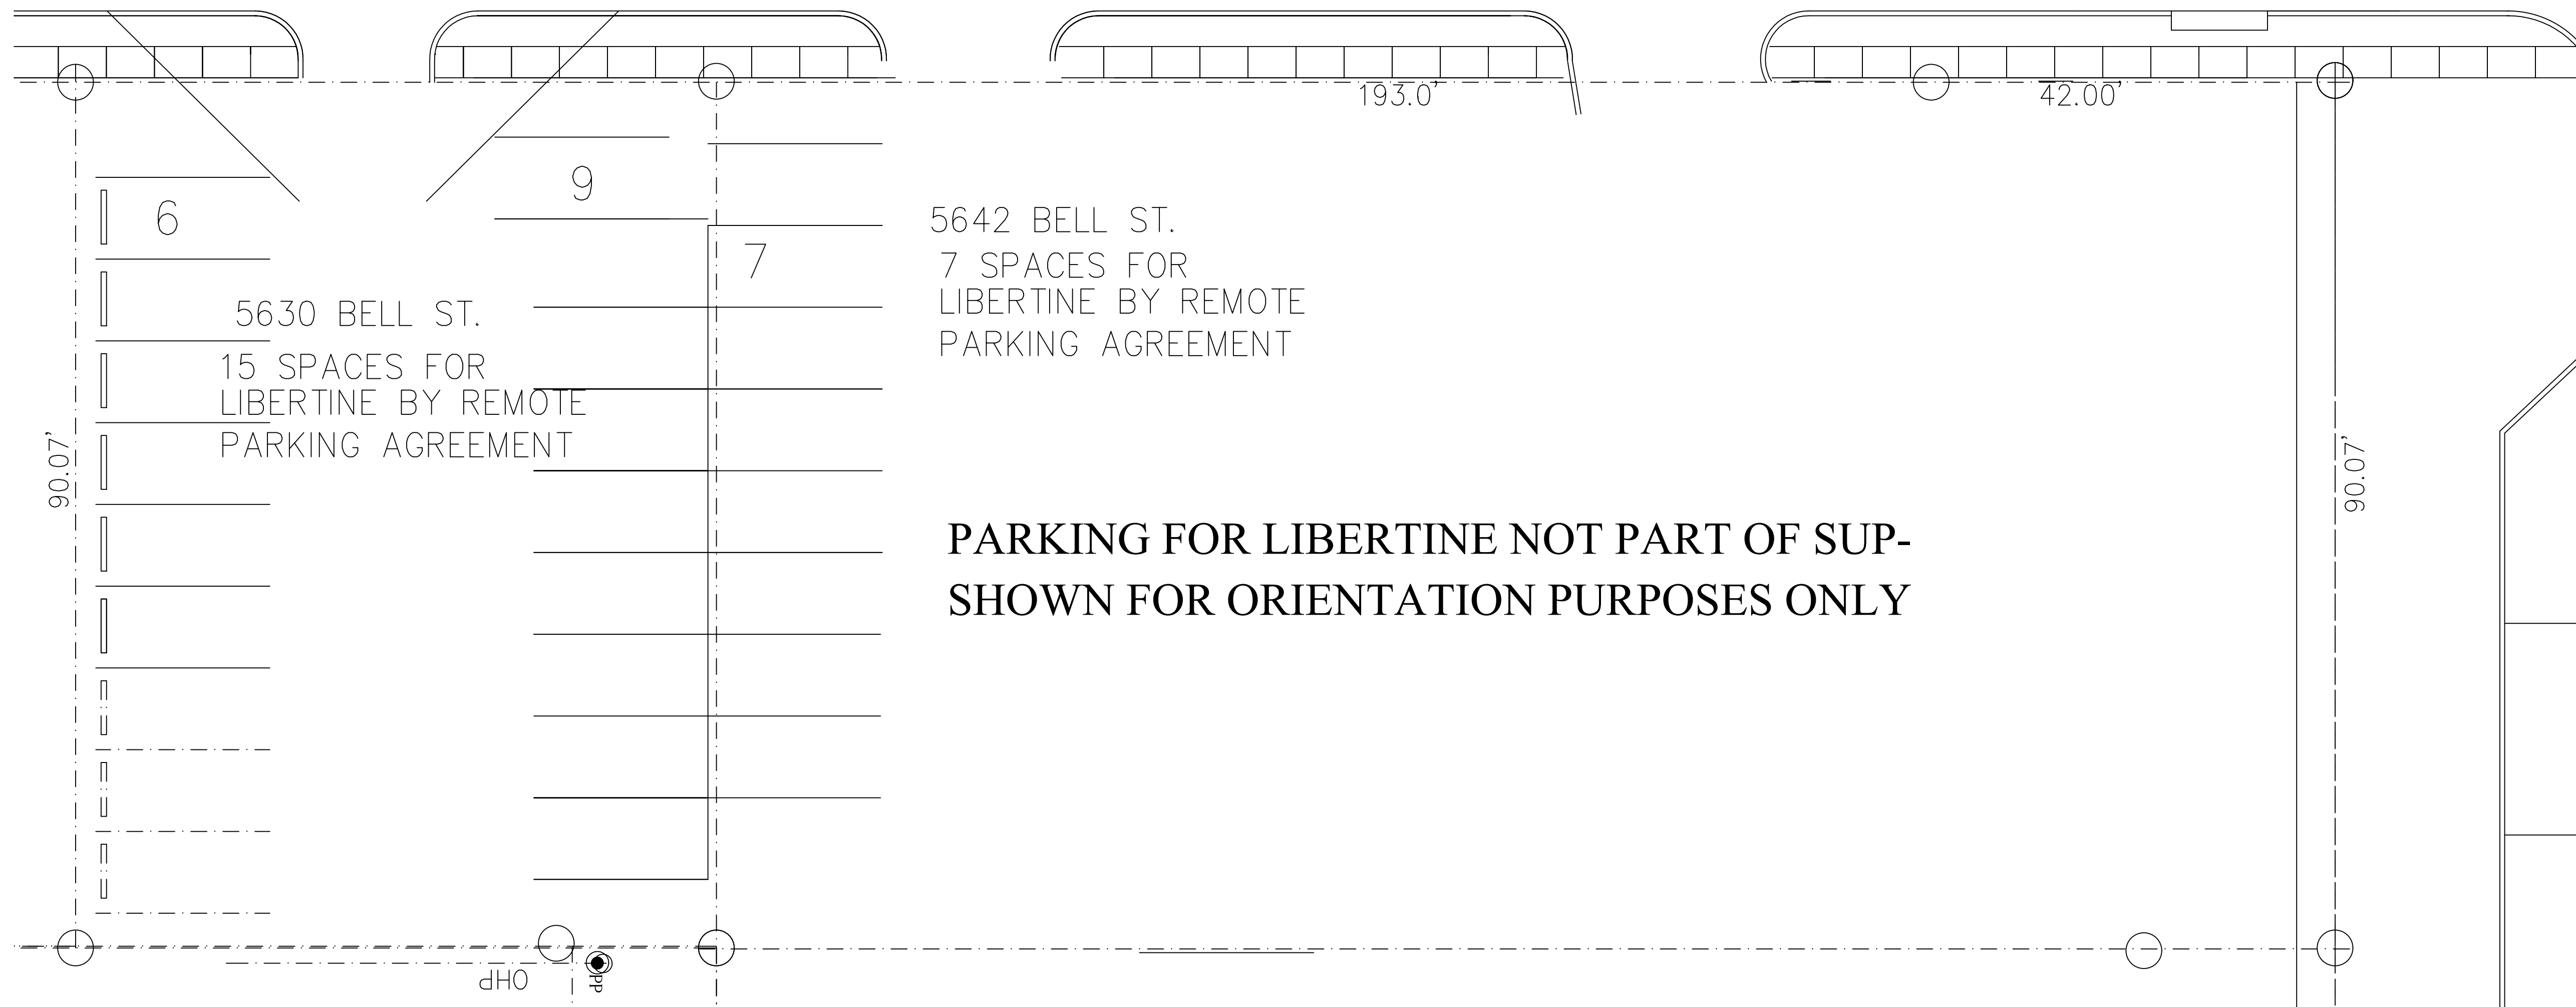 193.0'
42.00'
6
9
7
5630 BELL ST.
15 SPACES FOR
LIBERTINE BY REMOTE
PARKING AGREEMENT
5642 BELL ST.
7 SPACES FOR
LIBERTINE BY REMOTE
PARKING AGREEMENT
90.07'
90.07'
PARKING FOR LIBERTINE NOT PART OF SUP-
SHOWN FOR ORIENTATION PURPOSES ONLY
OHP
PP